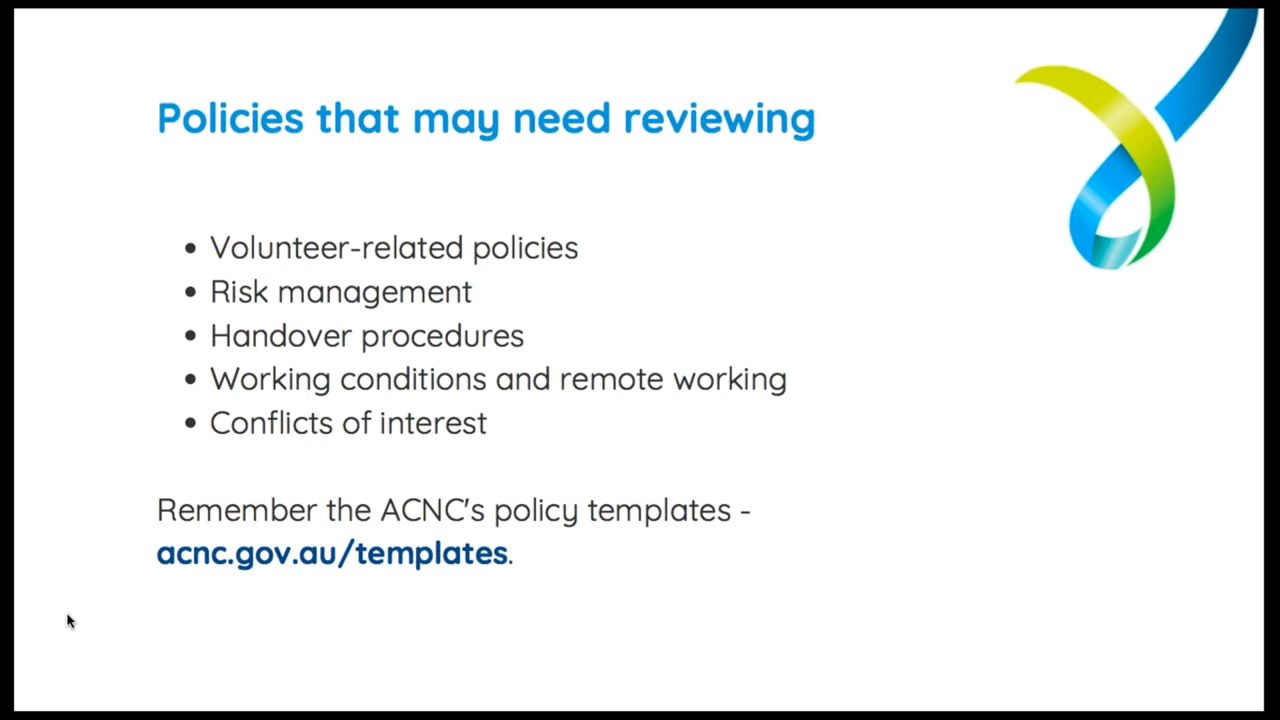 Policies that may need reviewing
• Volunteer-related policies
• Risk management
• Handover procedures
• Working conditions and remote working
• Conflicts of interest
Remember the ACNC's policy templates -
acnc.gov.au/templates.